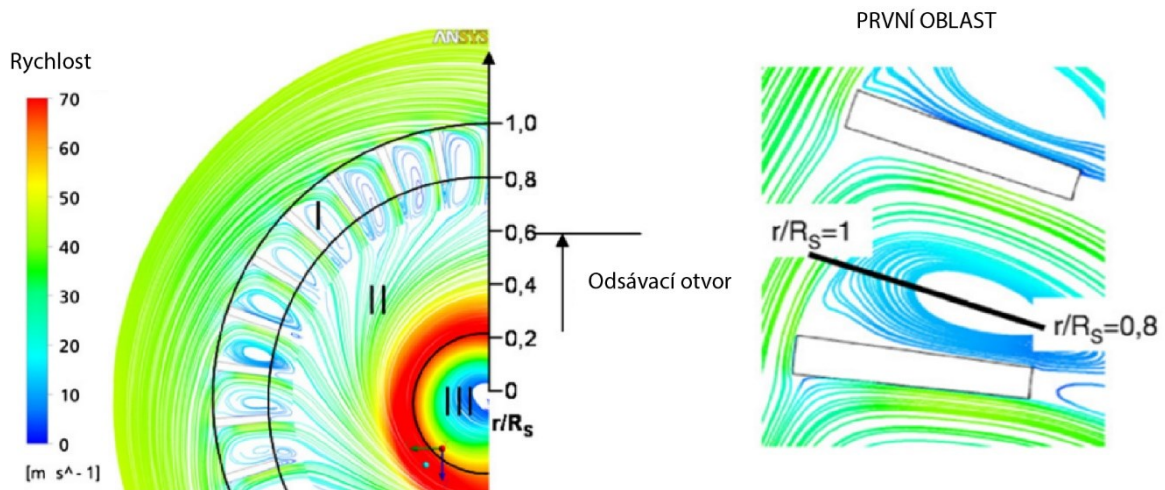 PRVNÍ OBLAST
ANSYS
Rychlost
70
60
50
40
30
20
10
0
[m s^-1]
1,0
0,8
0,6
0,4
0,2
0
r/RS
I
II
III
Odsávací otvor
r/RS=1
r/RS=0,8